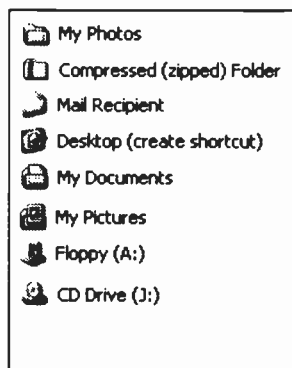 My Photos
Compressed (zipped) Folder
Mail Recipient
Desktop (create shortcut)
My Documents
My Pictures
Floppy (A:)
CD Drive (J:)